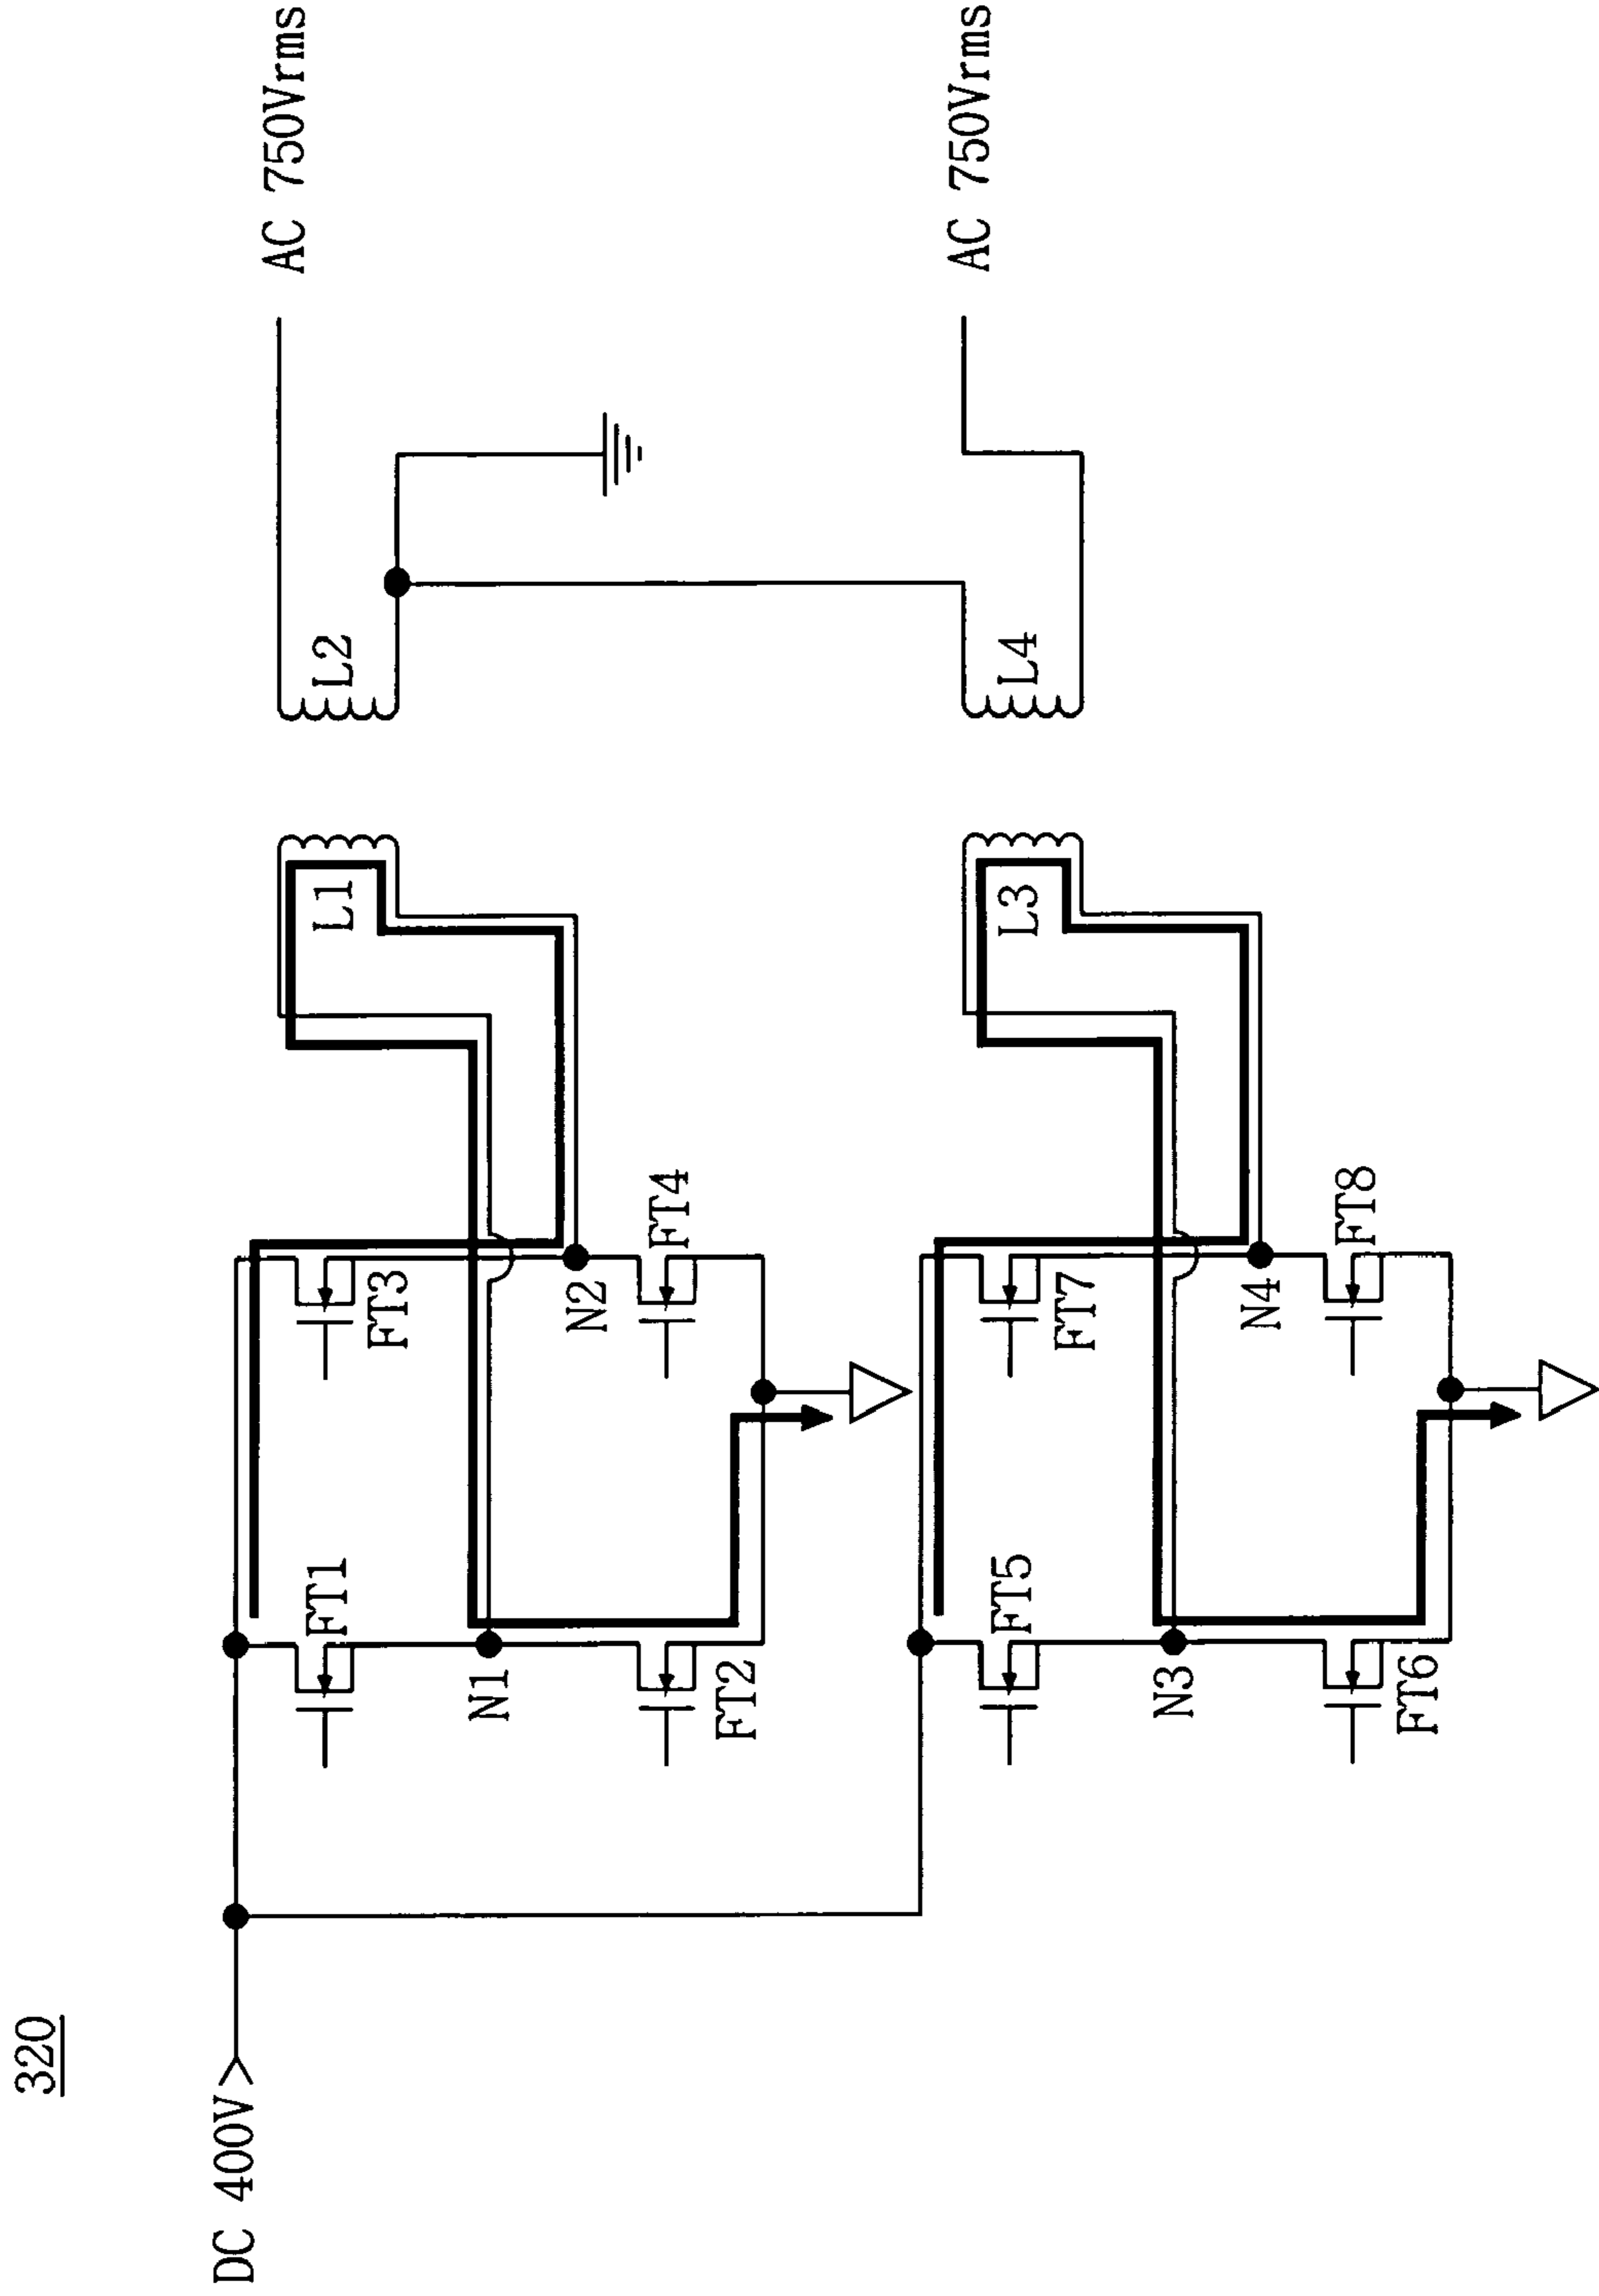 320
DC 400V
FT1
FT3
N1
N2
FT2
FT4
L1
L2
AC 750Vrms
FT5
FT7
N3
N4
FT6
FT8
L3
L4
AC 750Vrms